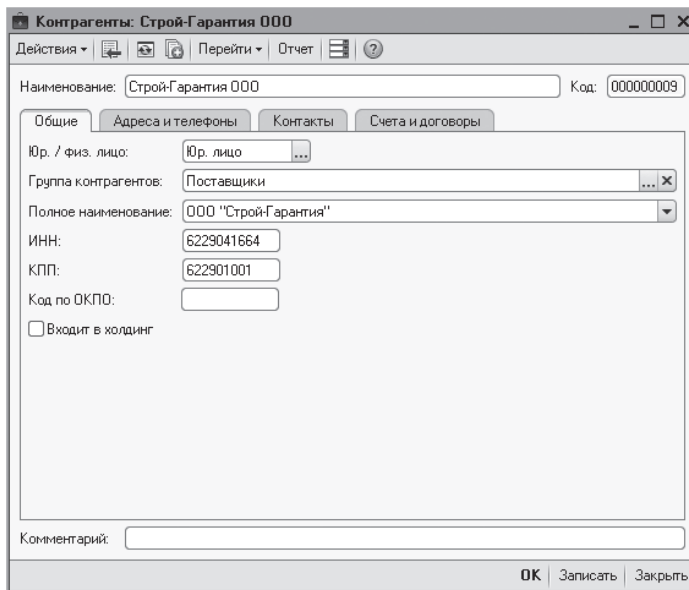 Контрагенты: Строй-Гарантия ООО
Действия Перейти Отчет ?
Наименование: Строй-Гарантия ООО Код: 000000009
Общие Адреса и телефоны Контакты Счета и договоры
Юр. / физ. лицо: Юр. лицо ...
Группа контрагентов: Поставщики ... ×
Полное наименование: ООО "Строй-Гарантия"
ИНН: 6229041664
КПП: 622901001
Код по ОКПО:
Входит в холдинг
Комментарий:
OK Записать Закрыть